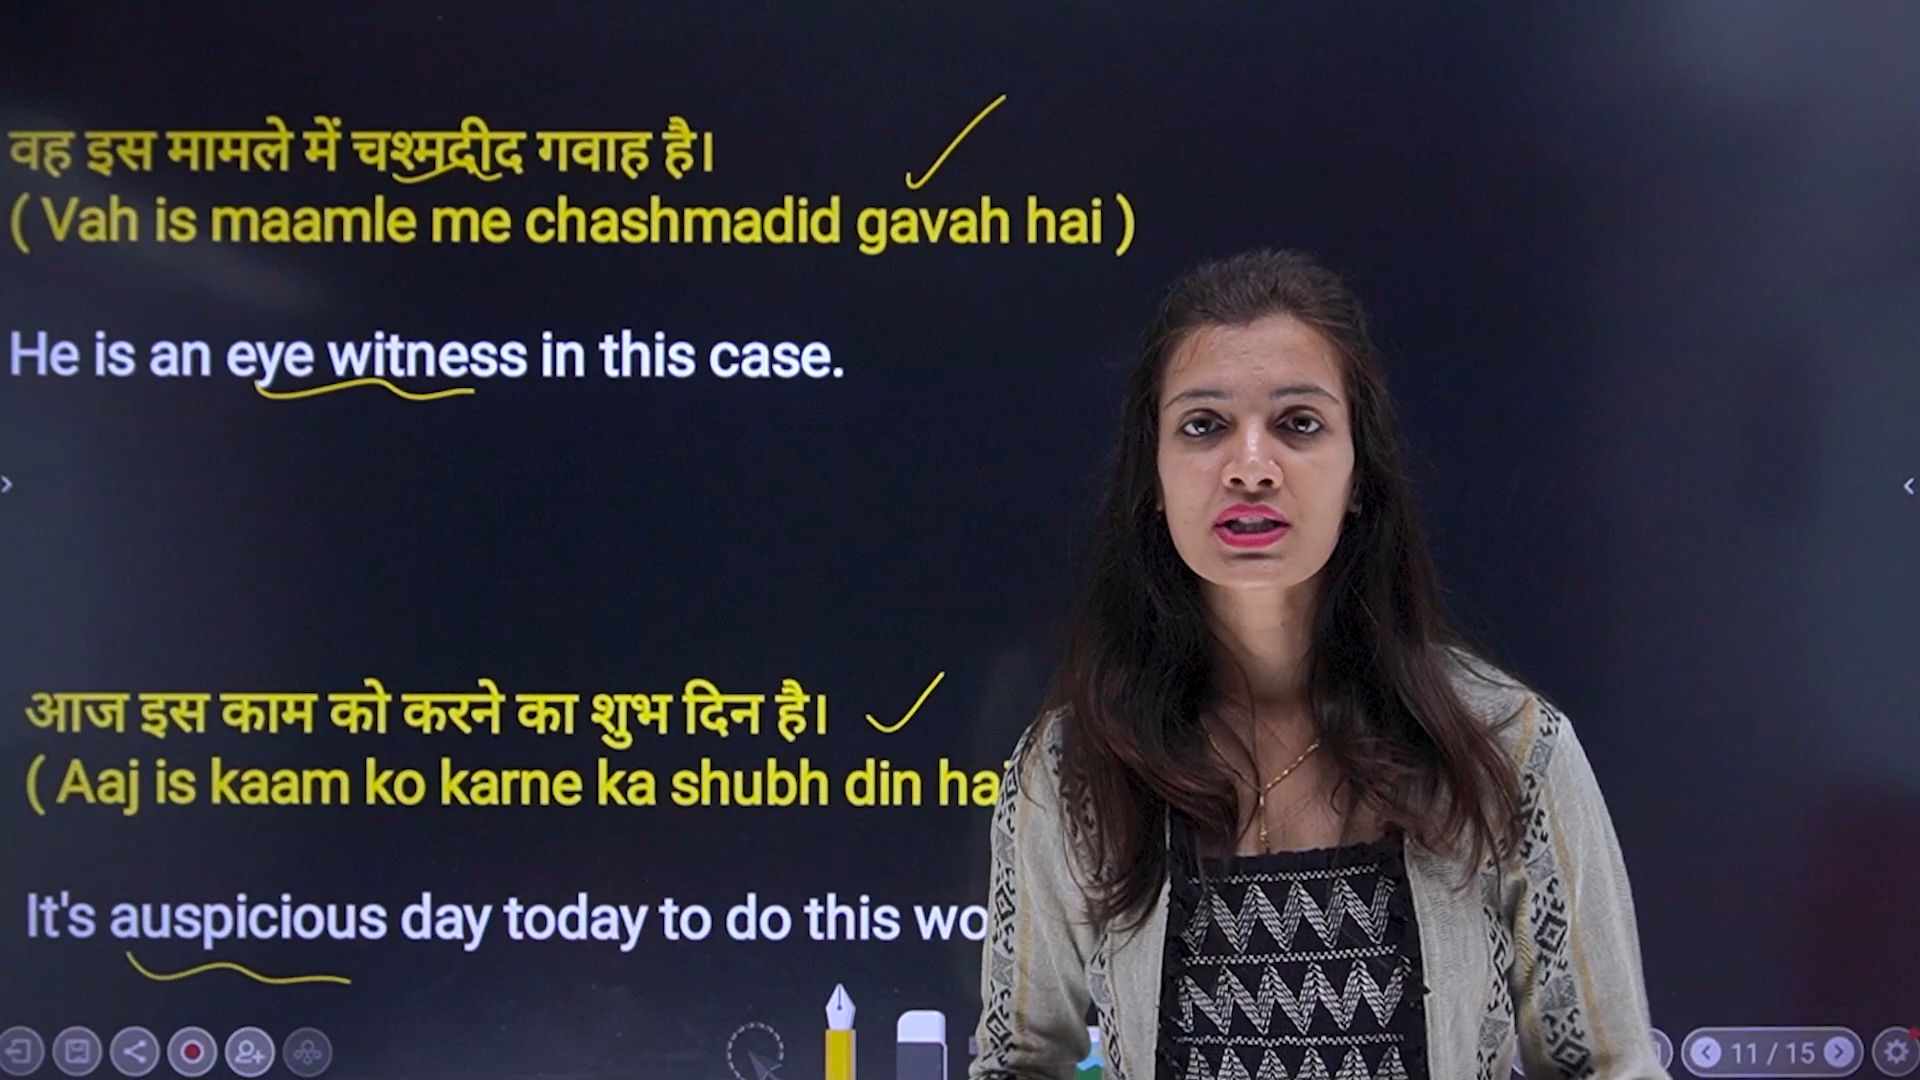 वह इस मामले में चश्मदीद गवाह है।
( Vah is maamle me chashmadid gavah hai )
He is an eye witness in this case.
आज इस काम को करने का शुभ दिन है।
( Aaj is kaam ko karne ka shubh din hai
It's auspicious day today to do this
11 / 15